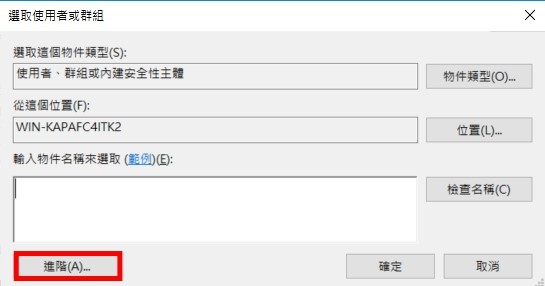 選取使用者或群組
選取這個物件類型(S):
使用者、群組或內建安全性主體
物件類型(O)...
從這個位置(F):
WIN-KAPAFC4ITK2
位置(L)...
輸入物件名稱來選取 (範例)(E):
檢查名稱(C)
進階(A)...
確定
取消